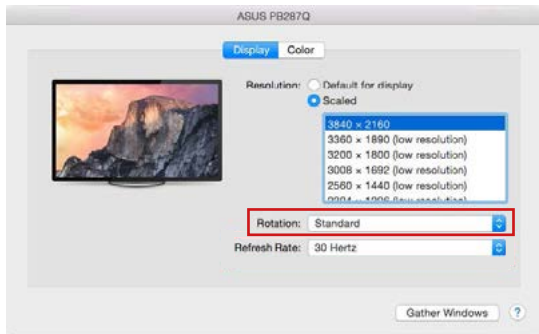 ASUS PB287Q
Display Color
Resolution: Default for display
Scaled
3840 × 2160
3360 × 1890 (low resolution)
3200 × 1800 (low resolution)
3008 × 1692 (low resolution)
2560 × 1440 (low resolution)
Rotation: Standard
Refresh Rate: 30 Hertz
Gather Windows ?